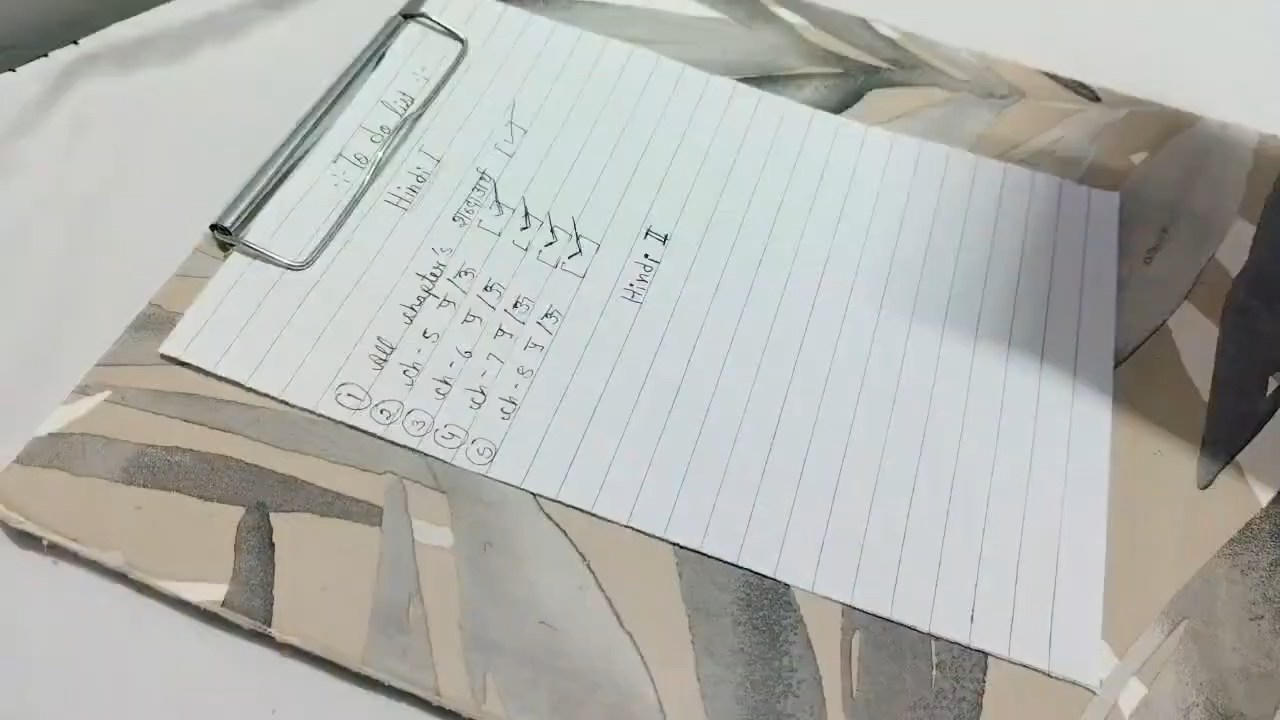 ÷ To do list ÷
Hindi I
① All chapter's शब्दार्थ [✓]
② ch - 5 प्र/उ [✓]
③ ch - 6 प्र/उ [✓]
④ ch - 7 प्र/उ [✓]
⑤ ch - 8 प्र/उ [✓]
Hindi II